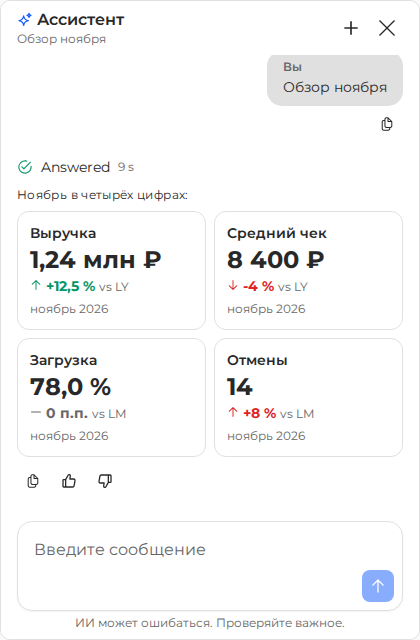 Ассистент
Обзор ноября
Вы
Обзор ноября
Answered 9 s
Ноябрь в четырёх цифрах:
Выручка
1,24 млн ₽
+12,5 % vs LY
ноябрь 2026
Средний чек
8 400 ₽
-4 % vs LY
ноябрь 2026
Загрузка
78,0 %
0 п.п. vs LM
ноябрь 2026
Отмены
14
+8 % vs LM
ноябрь 2026
Введите сообщение
ИИ может ошибаться. Проверяйте важное.